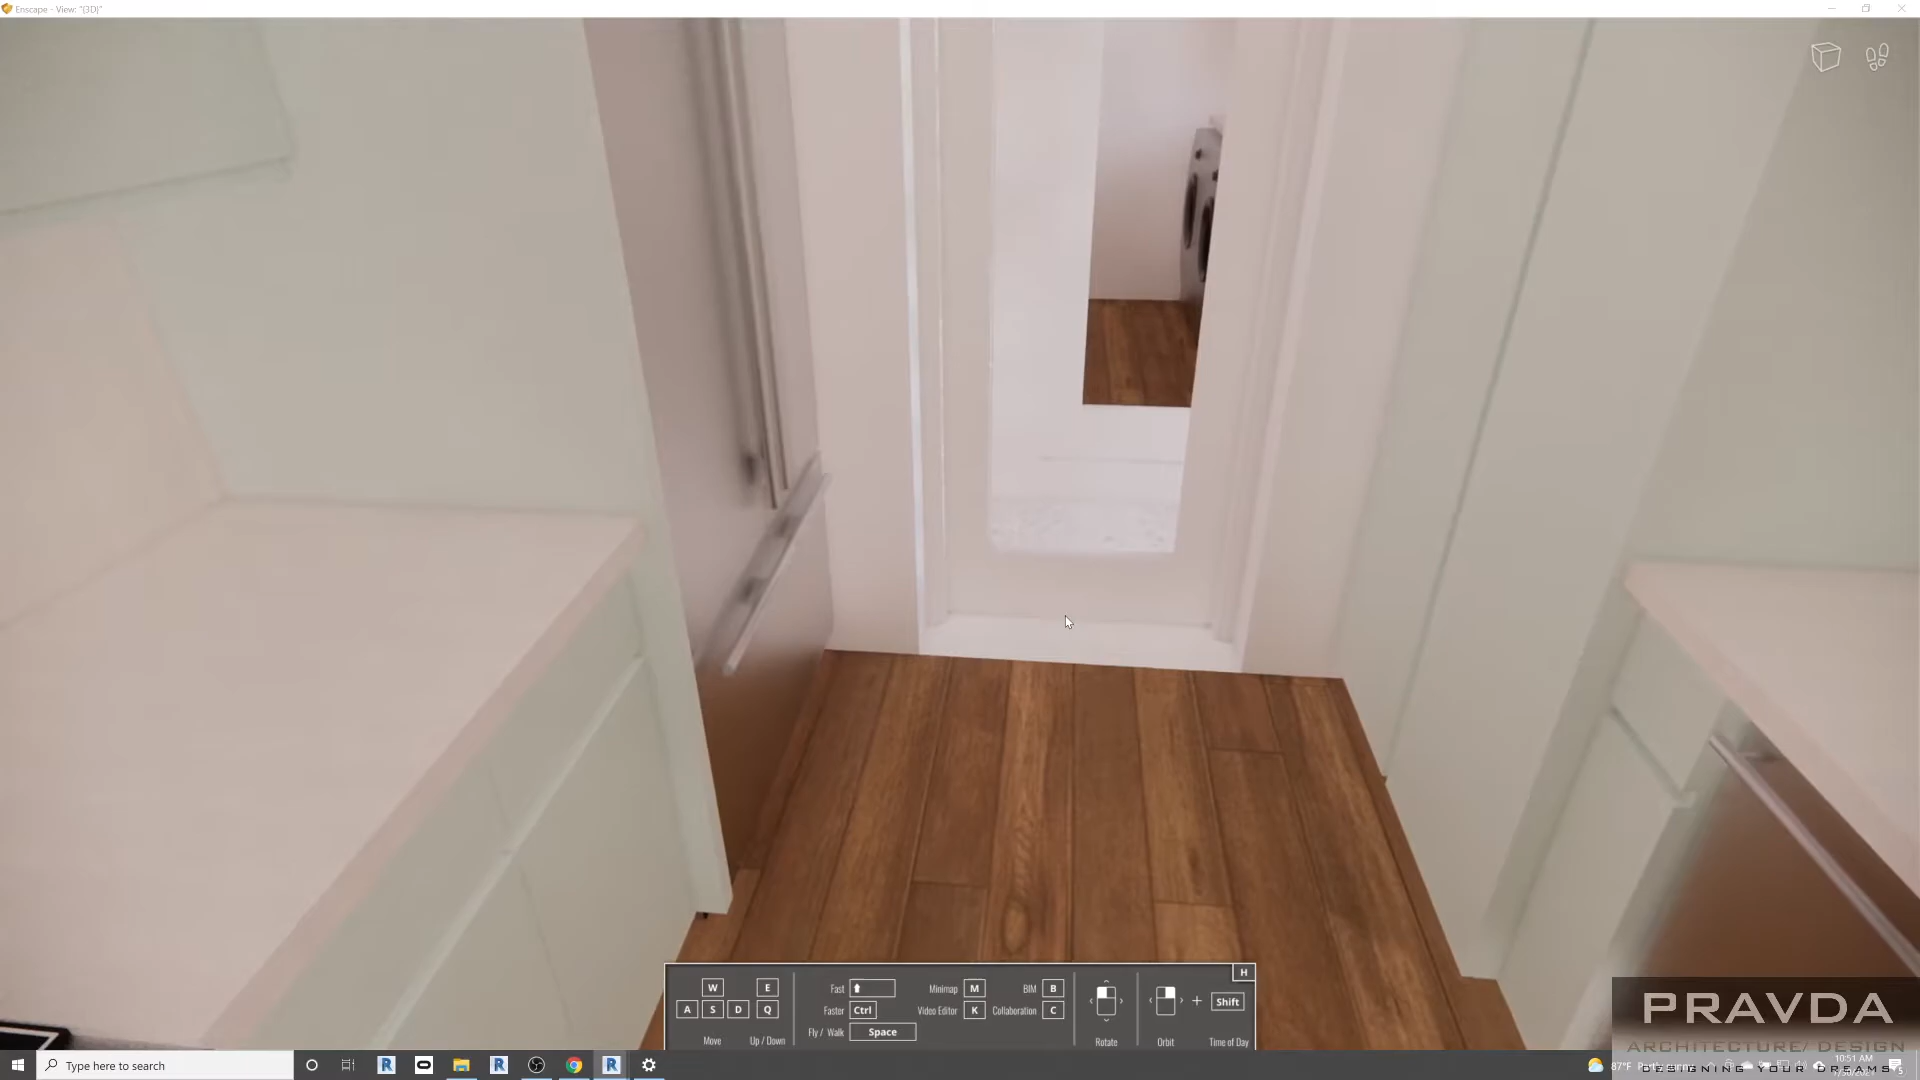 Enscape - View: "{3D}"
H
W
E
Fast
Minimap
M
BIM
B
A
S
D
Q
Faster
Ctrl
Video Editor
K
Collaboration
C
+
Shift
Fly / Walk
Space
Move
Up / Down
Rotate
Orbit
Time of Day
PRAVDA
ARCHITECTURE/ DESIGN
DESIGNING YOUR DREAMS
Type here to search
87°F
10:51 AM